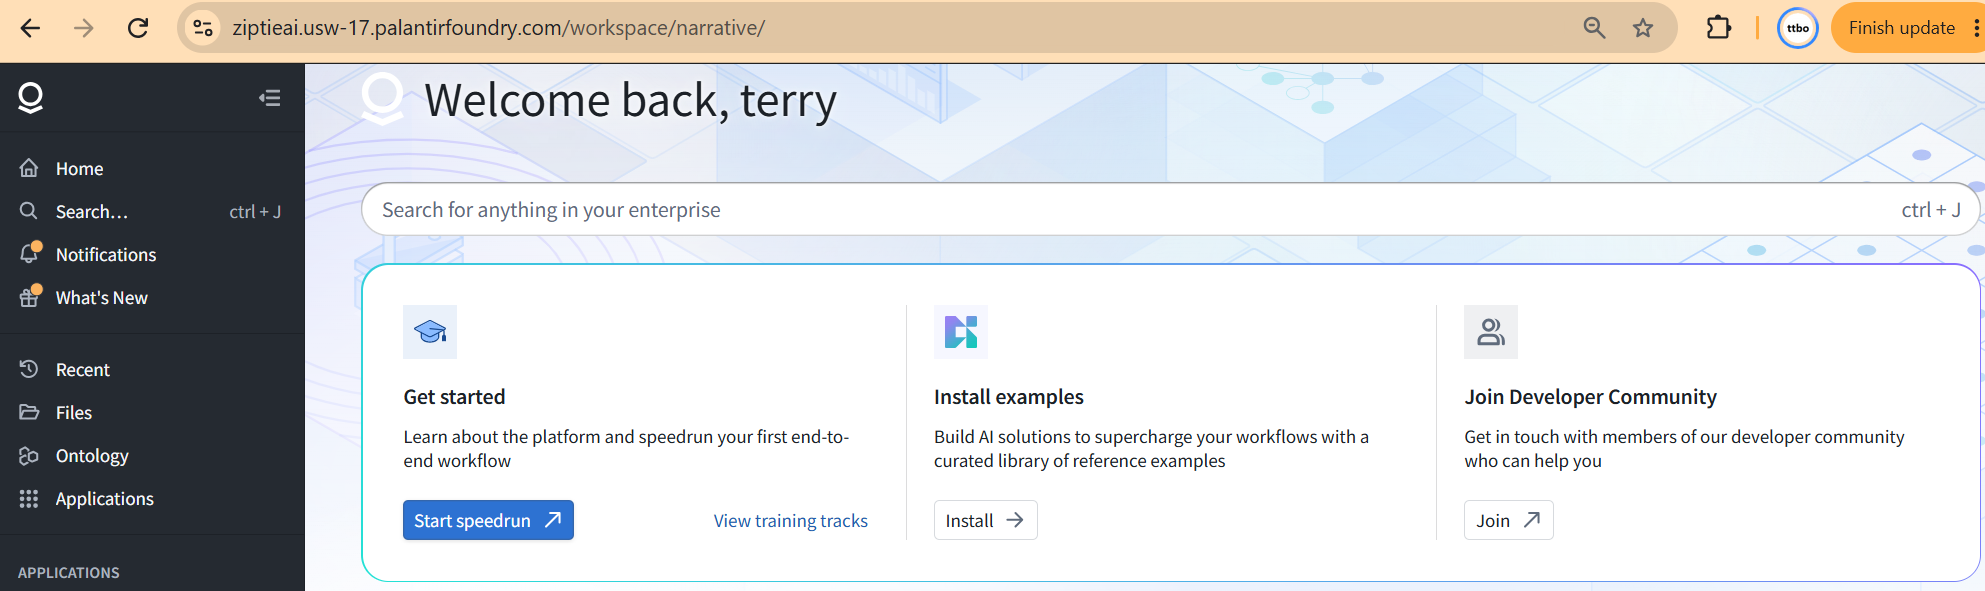 ziptieai.usw-17.palantirfoundry.com/workspace/narrative/
ttbo
Finish update
Home
Search... ctrl + J
Notifications
What's New
Recent
Files
Ontology
Applications
APPLICATIONS
Welcome back, terry
Search for anything in your enterprise ctrl + J
Get started
Learn about the platform and speedrun your first end-to-
end workflow
Start speedrun
View training tracks
Install examples
Build AI solutions to supercharge your workflows with a
curated library of reference examples
Install
Join Developer Community
Get in touch with members of our developer community
who can help you
Join